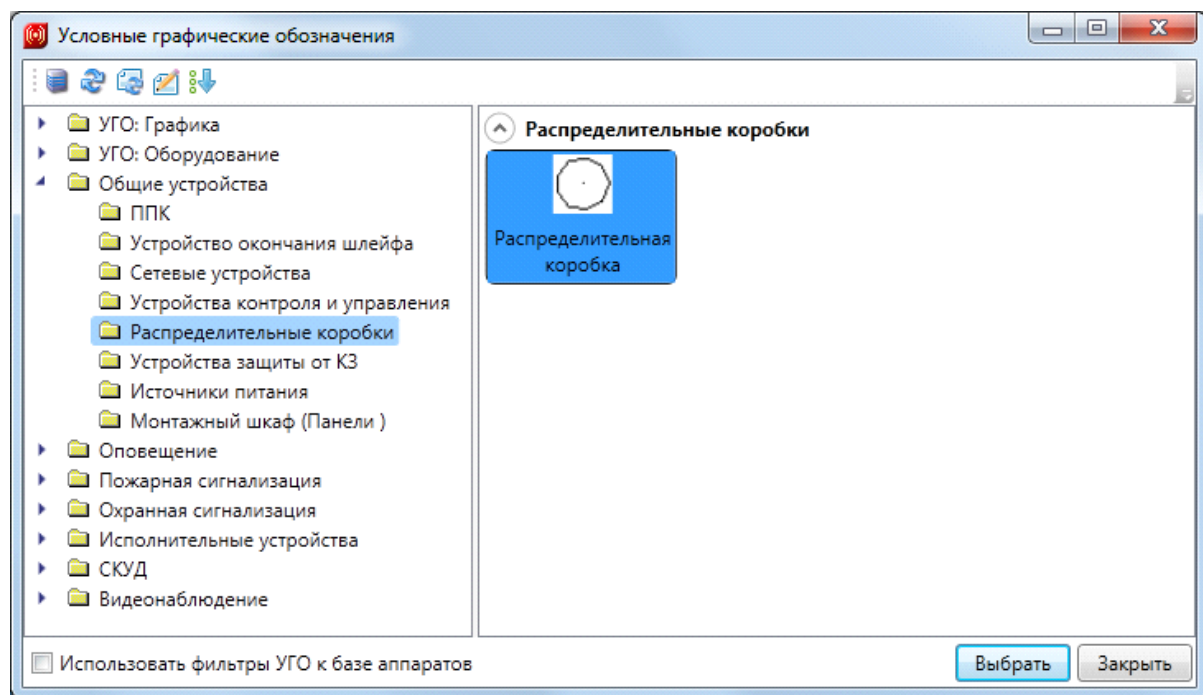 Условные графические обозначения
УГО: Графика
УГО: Оборудование
Общие устройства
ППК
Устройство окончания шлейфа
Сетевые устройства
Устройства контроля и управления
Распределительные коробки
Устройства защиты от КЗ
Источники питания
Монтажный шкаф (Панели )
Оповещение
Пожарная сигнализация
Охранная сигнализация
Исполнительные устройства
СКУД
Видеонаблюдение
Распределительные коробки
Распределительная
коробка
Использовать фильтры УГО к базе аппаратов
Выбрать
Закрыть